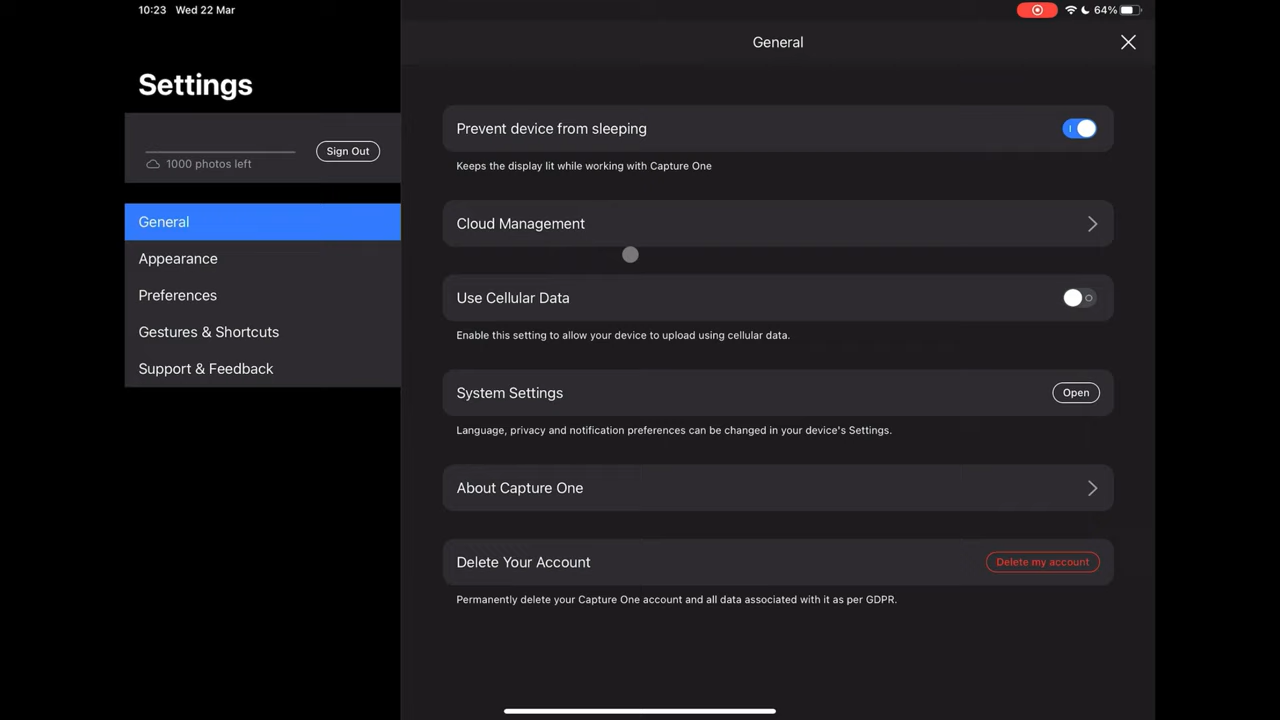 10:23 Wed 22 Mar
64%
Settings
1000 photos left
Sign Out
General
Appearance
Preferences
Gestures & Shortcuts
Support & Feedback
General
Prevent device from sleeping
Keeps the display lit while working with Capture One
Cloud Management
Use Cellular Data
Enable this setting to allow your device to upload using cellular data.
System Settings
Open
Language, privacy and notification preferences can be changed in your device's Settings.
About Capture One
Delete Your Account
Delete my account
Permanently delete your Capture One account and all data associated with it as per GDPR.